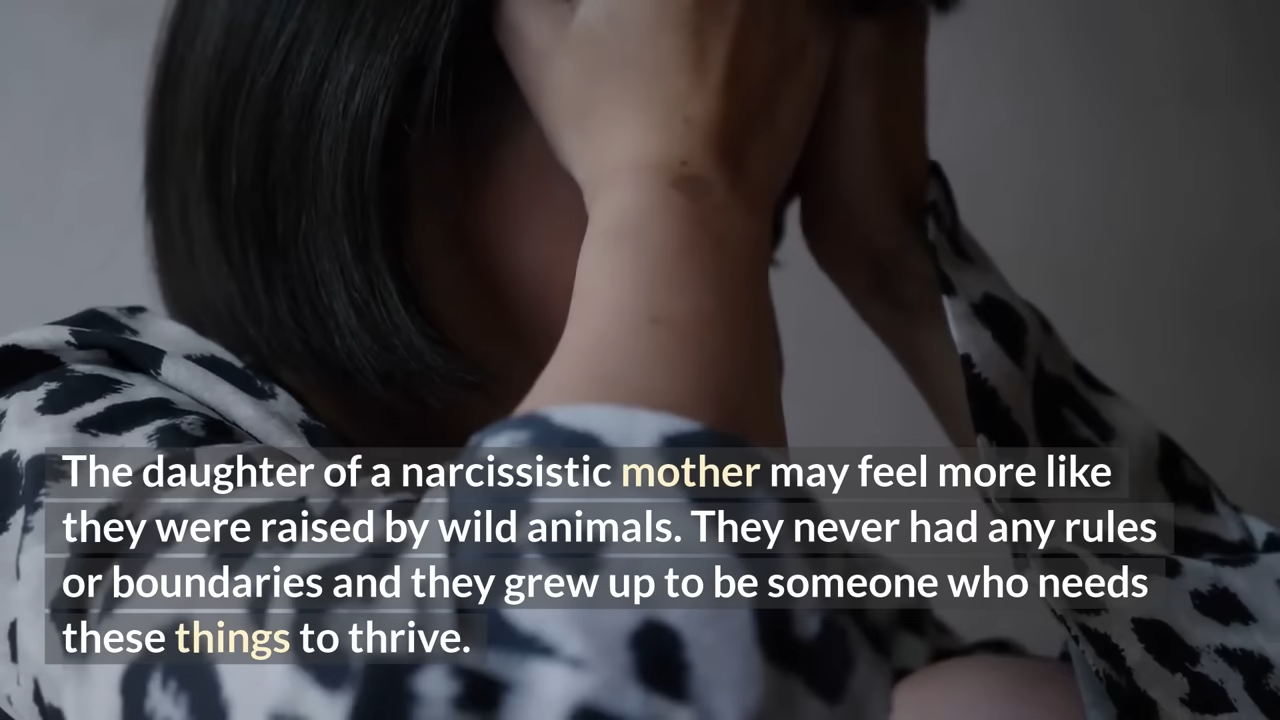 The daughter of a narcissistic mother may feel more like
they were raised by wild animals. They never had any rules
or boundaries and they grew up to be someone who needs
these things to thrive.